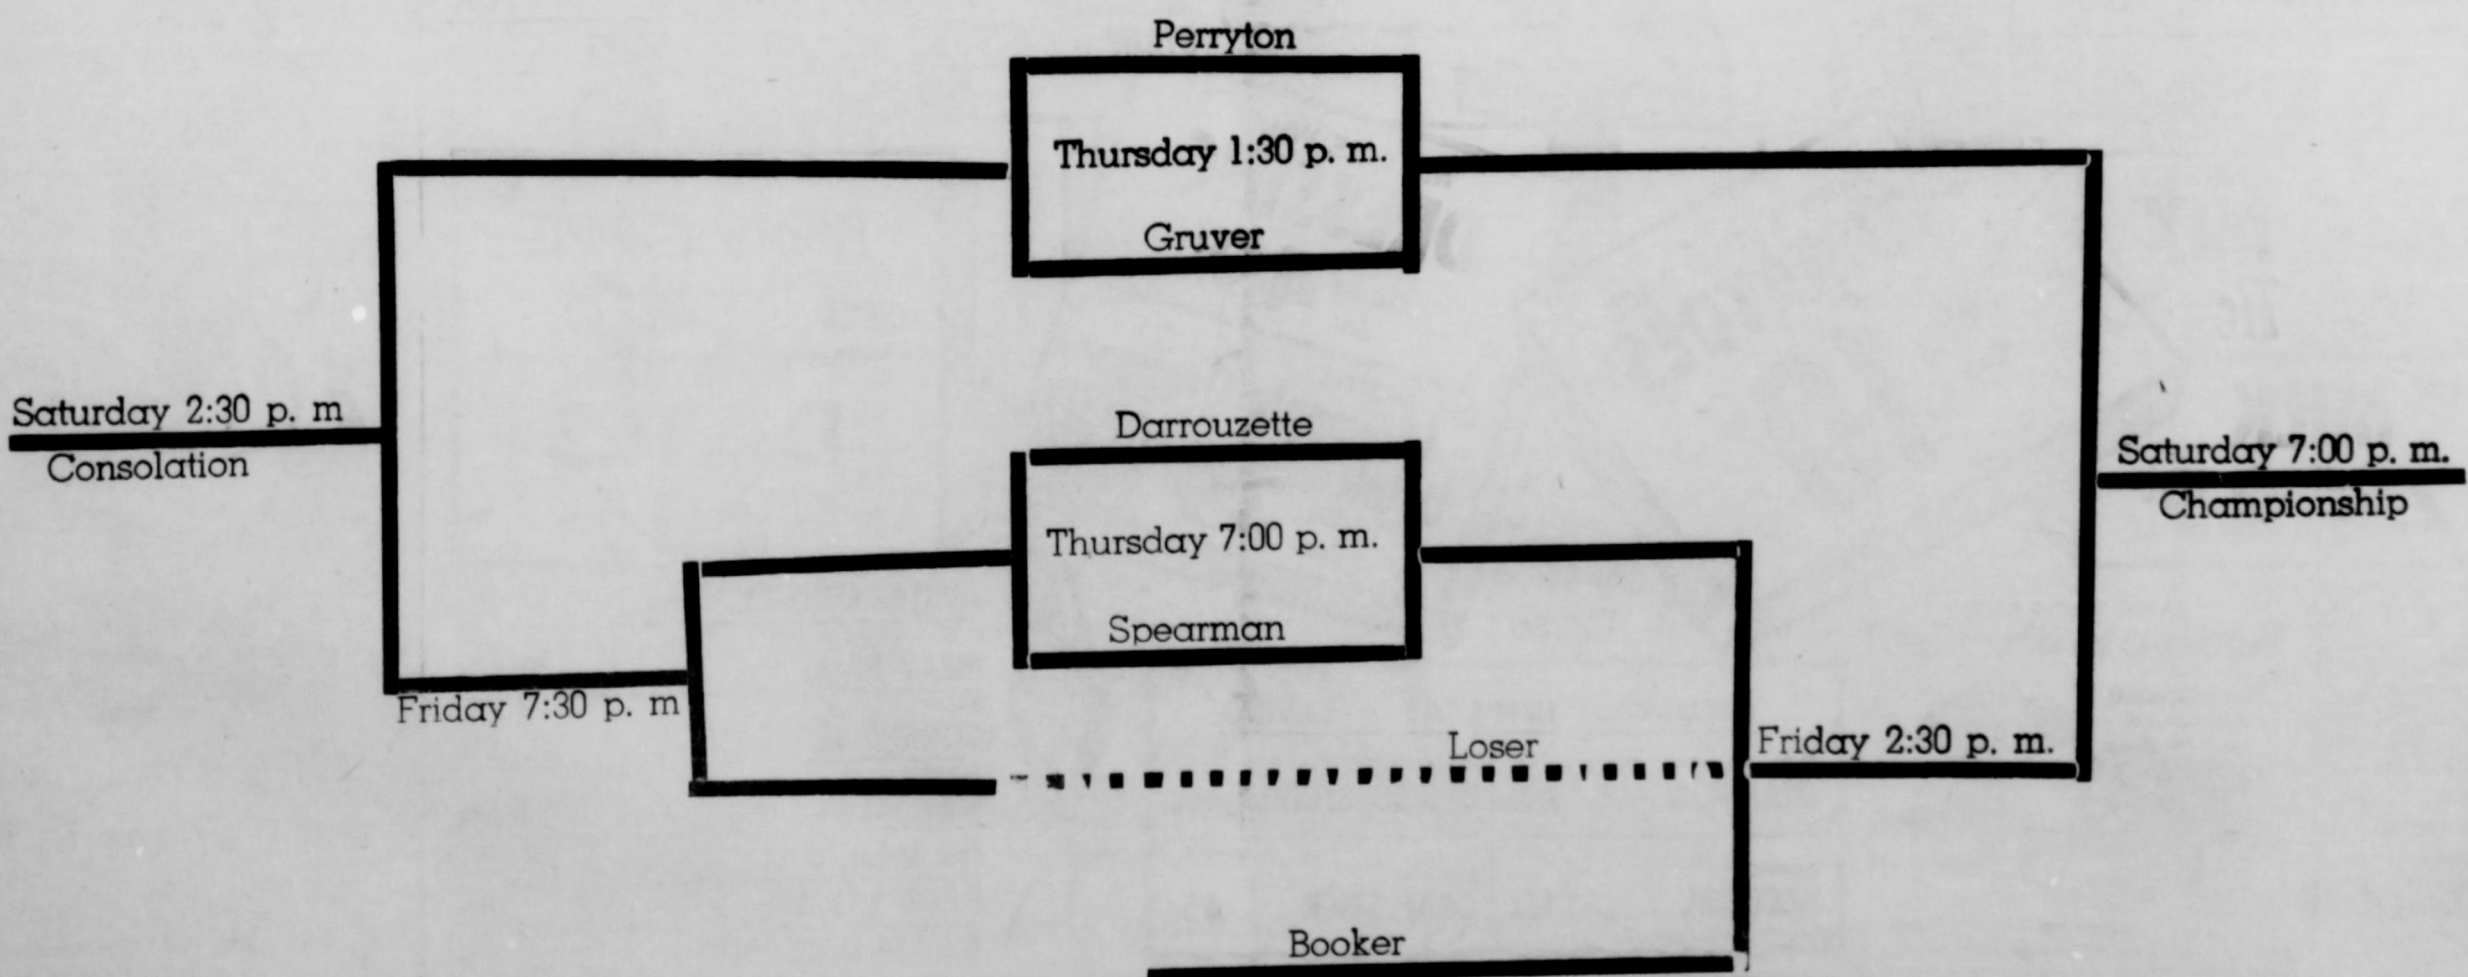 Perryton
Thursday 1:30 p. m.
Gruver
Saturday 2:30 p. m
Consolation
Darrouzette
Thursday 7:00 p. m.
Spearman
Saturday 7:00 p. m.
Championship
Friday 7:30 p. m
Loser
Friday 2:30 p. m.
Booker